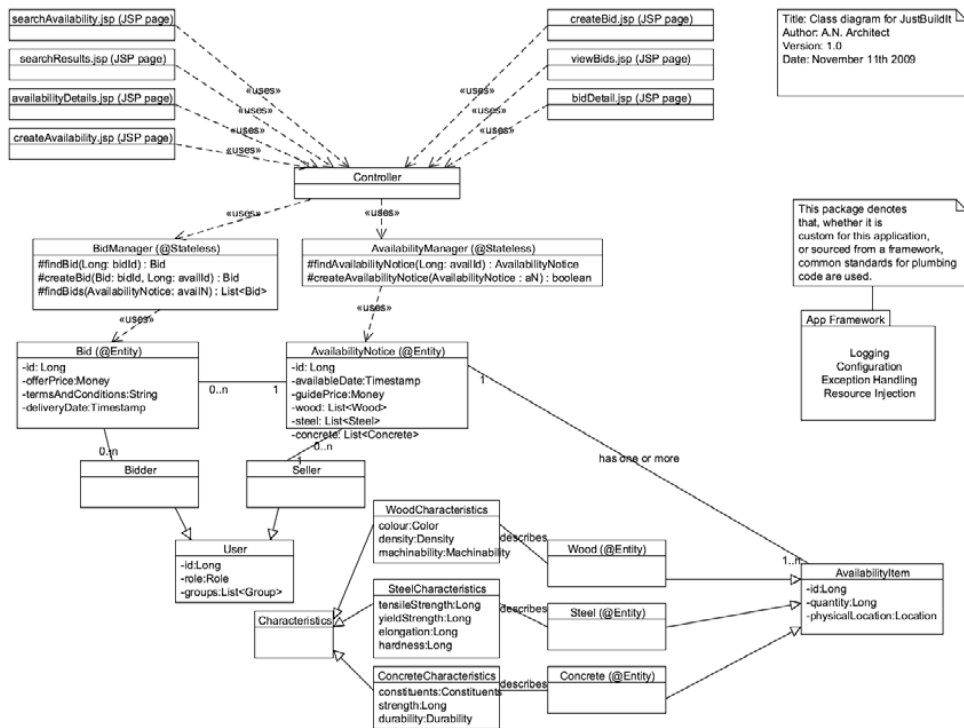 searchAvailability.jsp (JSP page)
searchResults.jsp (JSP page)
availabilityDetails.jsp (JSP page)
createAvailability.jsp (JSP page)
createBid.jsp (JSP page)
viewBids.jsp (JSP page)
bidDetail.jsp (JSP page)
Title: Class diagram for JustBuildIt
Author: A.N. Architect
Version: 1.0
Date: November 11th 2009
«uses»
«uses»
«uses»
«uses»
«uses»
«uses»
«uses»
Controller
«uses»
«uses»
This package denotes
that, whether it is
custom for this application,
or sourced from a framework,
common standards for plumbing
code are used.
App Framework
Logging
Configuration
Exception Handling
Resource Injection
BidManager (@Stateless)
#findBid(Long: bidId) : Bid
#createBid(Bid: bidId, Long: availId) : Bid
#findBids(AvailabilityNotice: availN) : List<Bid>
AvailabilityManager (@Stateless)
#findAvailabilityNotice(Long: availId) : AvailabilityNotice
#createAvailabilityNotice(AvailabilityNotice : aN) : boolean
«uses»
«uses»
Bid (@Entity)
-id: Long
-offerPrice:Money
-termsAndConditions:String
-deliveryDate:Timestamp
0..n
1
AvailabilityNotice (@Entity)
-id: Long
-availableDate:Timestamp
-guidePrice:Money
-wood: List<Wood>
-steel: List<Steel>
-concrete: List<Concrete>
1
0..n
0..n
1
has one or more
1..n
Bidder
Seller
User
-id:Long
-role:Role
-groups:List<Group>
Characteristics
WoodCharacteristics
colour:Color
density:Density
machinability:Machinability
describes
Wood (@Entity)
SteelCharacteristics
tensileStrength:Long
yieldStrength:Long
elongation:Long
hardness:Long
describes
Steel (@Entity)
ConcreteCharacteristics
constituents:Constituents
strength:Long
durability:Durability
describes
Concrete (@Entity)
AvailabilityItem
-id:Long
-quantity:Long
-physicalLocation:Location